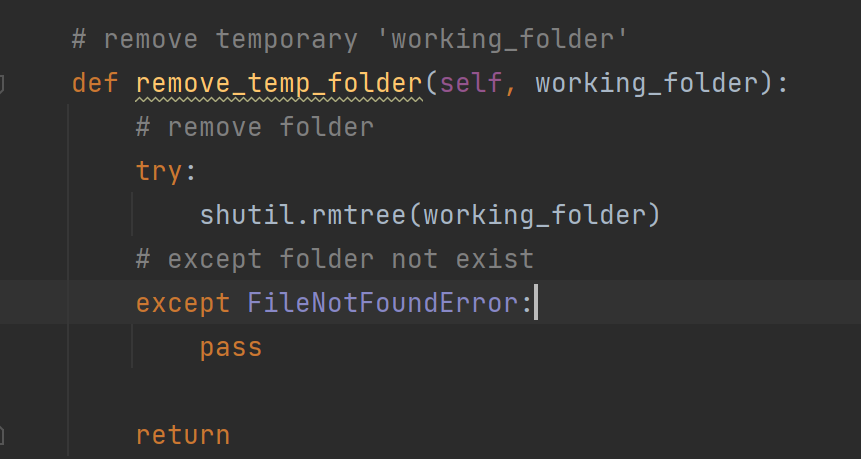 # remove temporary 'working_folder'
def remove_temp_folder(self, working_folder):
# remove folder
try:
shutil.rmtree(working_folder)
# except folder not exist
except FileNotFoundError:
pass
return